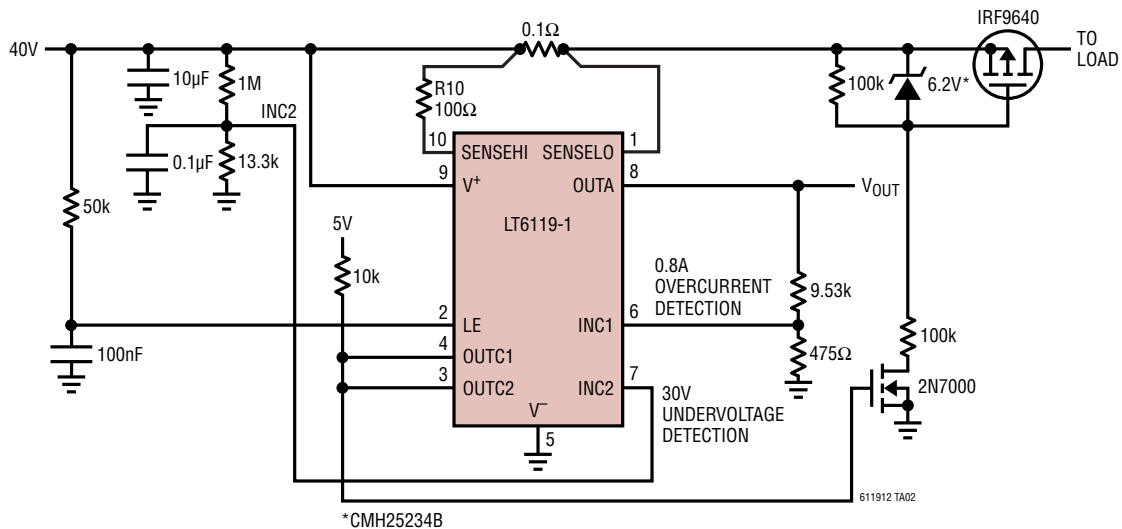 IRF9640
0.1Ω
40V
TO
LOAD
10µF
1M
R10
100Ω
100k
6.2V*
INC2
10
1
SENSEHI
SENSELO
0.1µF
13.3k
9
8
V+
OUTA
VOUT
50k
LT6119-1
5V
10k
0.8A
OVERCURRENT
DETECTION
9.53k
2
6
LE
INC1
100k
100nF
4
OUTC1
475Ω
3
7
OUTC2
INC2
2N7000
30V
UNDERVOLTAGE
DETECTION
V–
5
611912 TA02
*CMH25234B